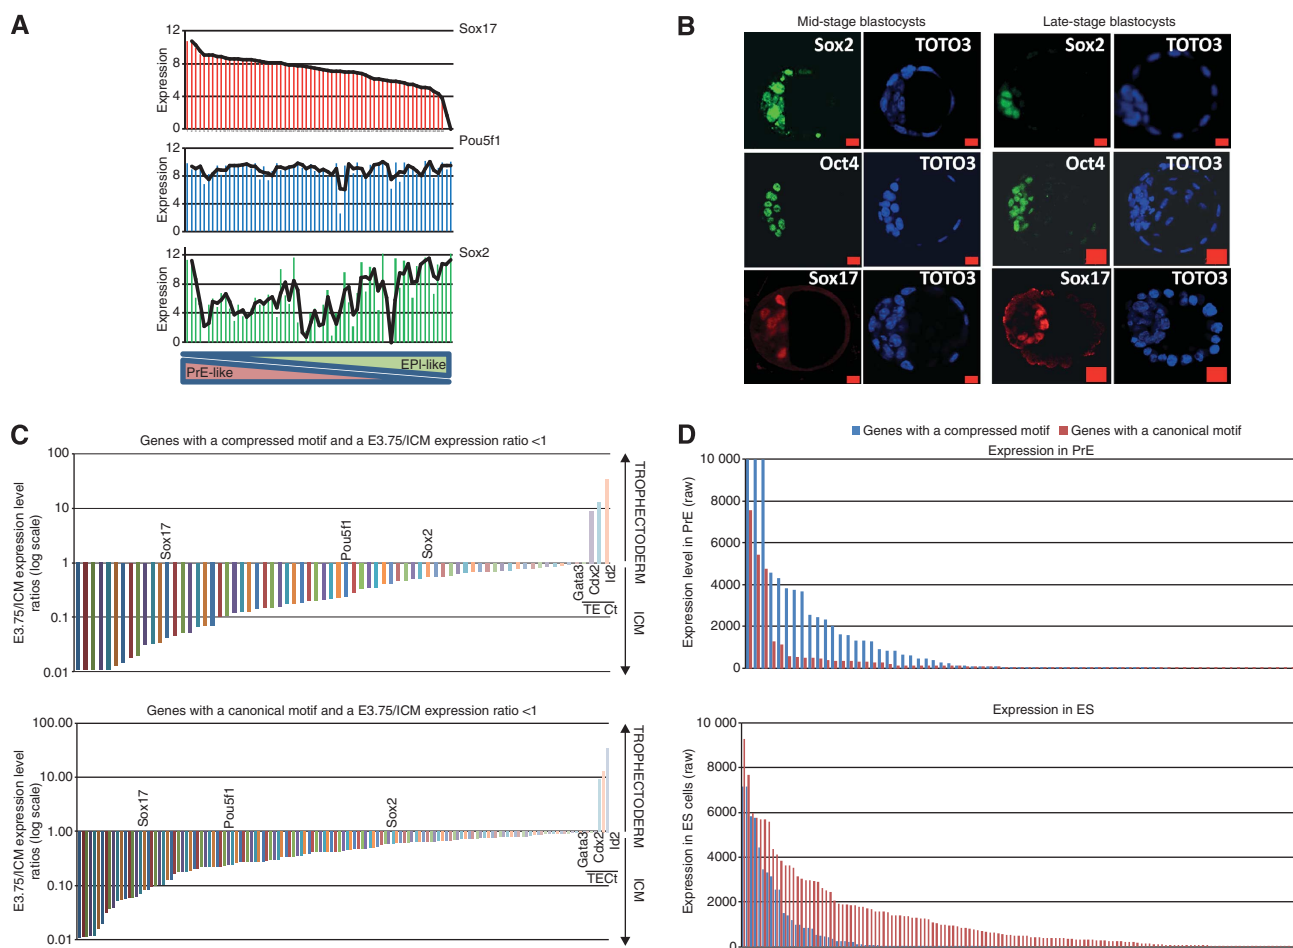 A
Sox17
12
8
4
0
Expression
Pou5f1
12
8
4
0
Expression
Sox2
12
8
4
0
Expression
EPI-like
PrE-like
B
Mid-stage blastocysts
Late-stage blastocysts
Sox2
TOTO3
Sox2
TOTO3
Oct4
TOTO3
Oct4
TOTO3
Sox17
TOTO3
Sox17
TOTO3
C
Genes with a compressed motif and a E3.75/ICM expression ratio <1
100
10
1
0.1
0.01
E3.75/ICM expression level
ratios (log scale)
Sox17
Pou5f1
Sox2
Gata3
Cdx2
Id2
TE Ct
TROPHECTODERM
ICM
Genes with a canonical motif and a E3.75/ICM expression ratio <1
100.00
10.00
1.00
0.10
0.01
E3.75/ICM expression level
ratios (log scale)
Sox17
Pou5f1
Sox2
Gata3
Cdx2
Id2
TECt
TROPHECTODERM
ICM
D
Genes with a compressed motif
Genes with a canonical motif
Expression in PrE
10 000
8000
6000
4000
2000
0
Expression level in PrE (raw)
Expression in ES
10 000
8000
6000
4000
2000
0
Expression in ES cells (raw)